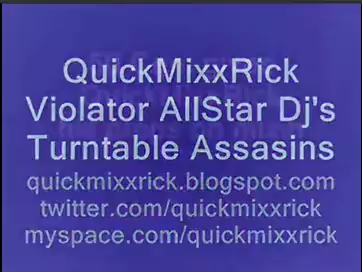 QuickMixxRick
Violator AllStar Dj's
Turntable Assasins
quickmixxrick.blogspot.com
twitter.com/quickmixxrick
myspace.com/quickmixxrick